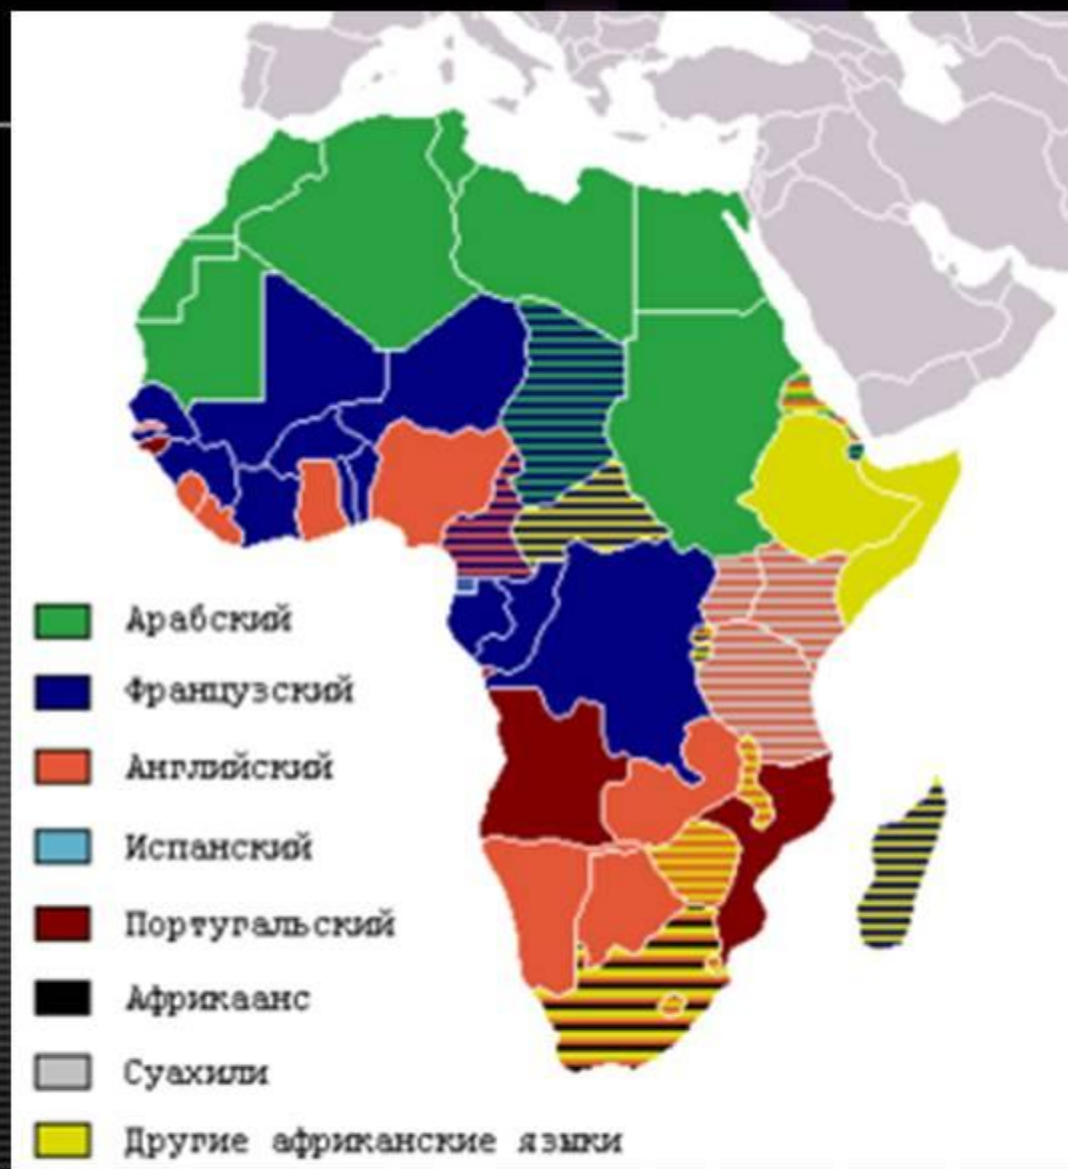 Арабский
Французский
Английский
Испанский
Португальский
Африкаанс
Суахили
Другие африканские языки